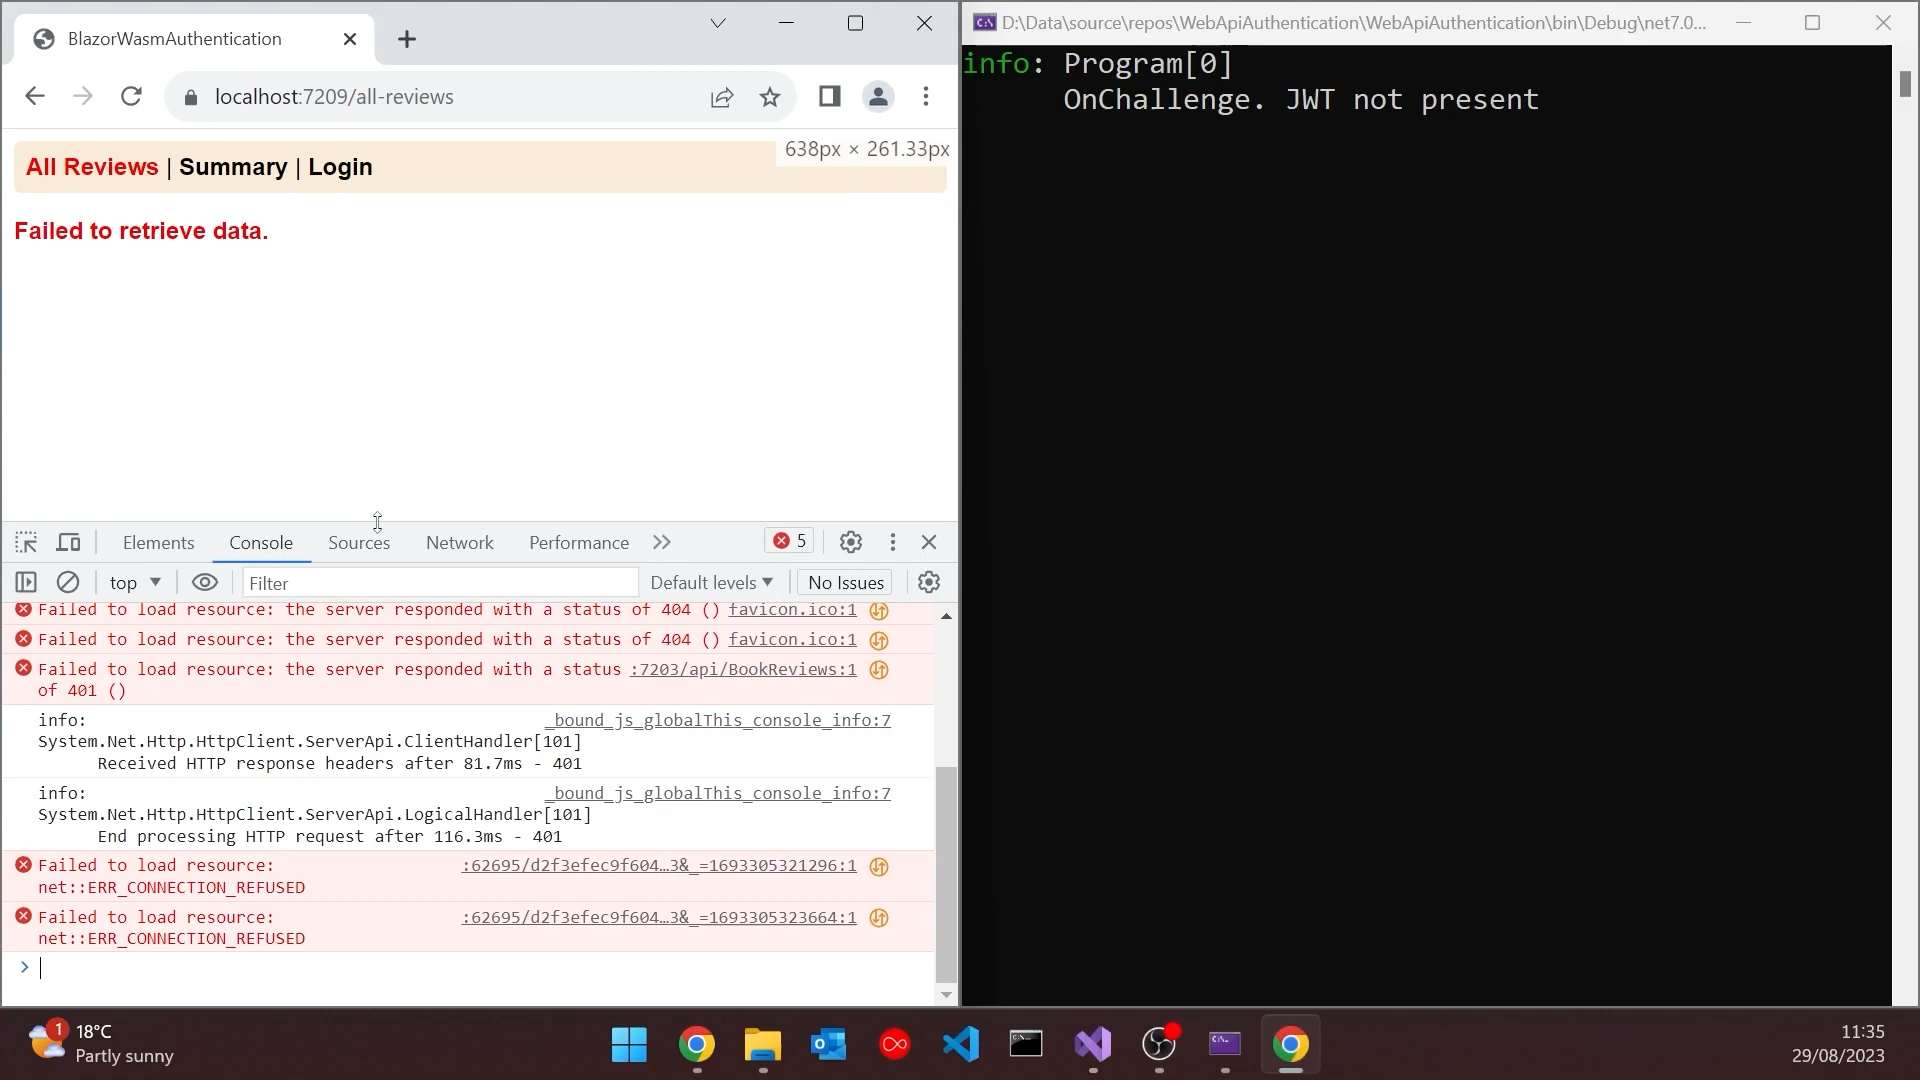 BlazorWasmAuthentication
localhost:7209/all-reviews
All Reviews | Summary | Login
638px × 261.33px
Failed to retrieve data.
Elements Console Sources Network Performance 5
top Filter Default levels No Issues
Failed to load resource: the server responded with a status of 404 () favicon.ico:1
Failed to load resource: the server responded with a status of 404 () favicon.ico:1
Failed to load resource: the server responded with a status :7203/api/BookReviews:1
of 401 ()
info: _bound_js_globalThis_console_info:7
System.Net.Http.HttpClient.ServerApi.ClientHandler[101]
Received HTTP response headers after 81.7ms - 401
info: _bound_js_globalThis_console_info:7
System.Net.Http.HttpClient.ServerApi.LogicalHandler[101]
End processing HTTP request after 116.3ms - 401
Failed to load resource: :62695/d2f3efec9f604…3&_=1693305321296:1
net::ERR_CONNECTION_REFUSED
Failed to load resource: :62695/d2f3efec9f604…3&_=1693305323664:1
net::ERR_CONNECTION_REFUSED
>
D:\Data\source\repos\WebApiAuthentication\WebApiAuthentication\bin\Debug\net7.0...
info: Program[0]
OnChallenge. JWT not present
1
18°C
Partly sunny
11:35
29/08/2023